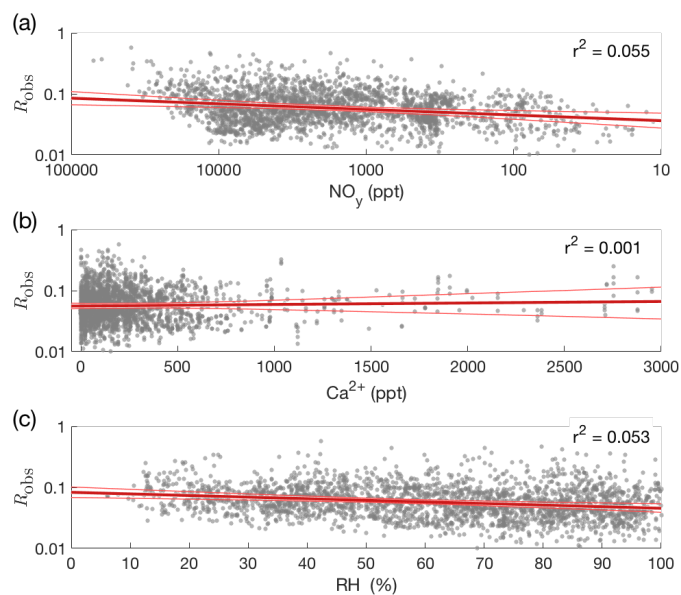 (a)
1
0.1
0.01
R_obs
r² = 0.055
100000 10000 1000 100 10
NO_y (ppt)
(b)
1
0.1
0.01
R_obs
r² = 0.001
0 500 1000 1500 2000 2500 3000
Ca²⁺ (ppt)
(c)
1
0.1
0.01
R_obs
r² = 0.053
0 10 20 30 40 50 60 70 80 90 100
RH (%)